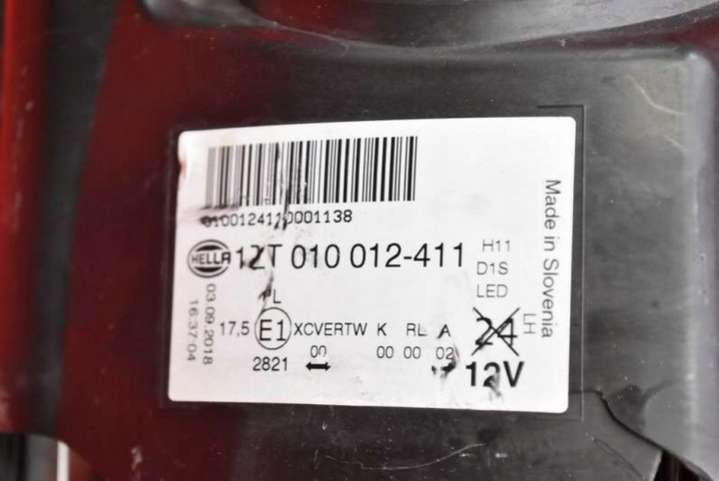 0100124110001138
HELLA 1ZT 010 012-411
H11
D1S
LED
PL
17,5 E1 XCVERTW K RL A 24
2821 00 00 00 02
12V
LH
03.09.2018
16:37:04
Made in Slovenia